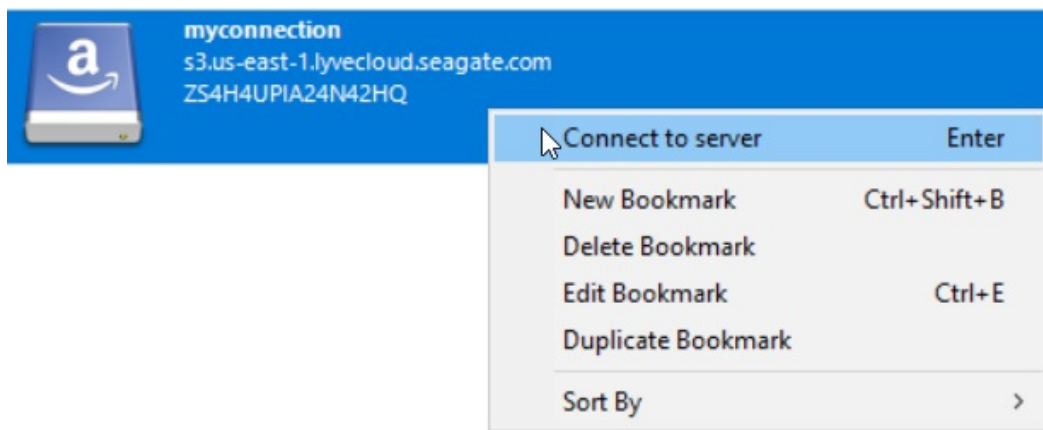 a
myconnection
s3.us-east-1.lyvecloud.seagate.com
ZS4H4UPIA24N42HQ
Connect to server Enter
New Bookmark Ctrl+Shift+B
Delete Bookmark
Edit Bookmark Ctrl+E
Duplicate Bookmark
Sort By